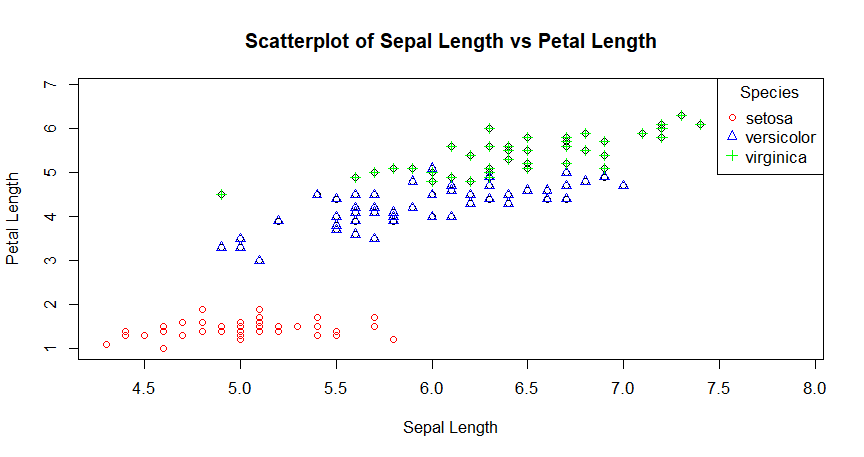 Scatterplot of Sepal Length vs Petal Length
Petal Length
7
6
5
4
3
2
1
Species
setosa
versicolor
virginica
4.5 5.0 5.5 6.0 6.5 7.0 7.5 8.0
Sepal Length